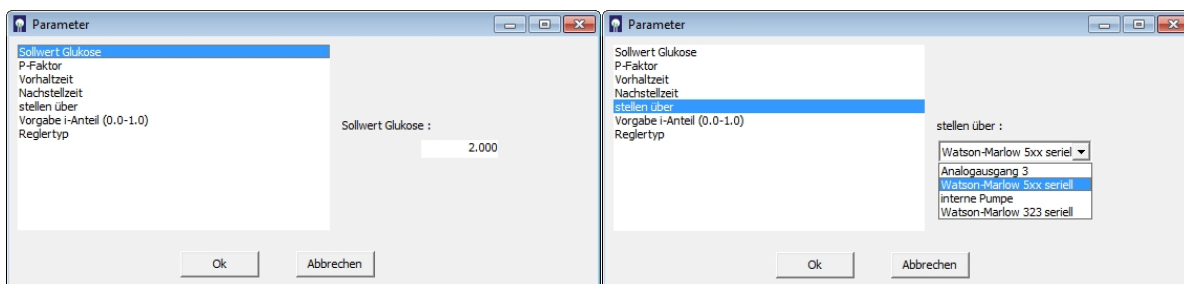 Parameter
Sollwert Glukose
P-Faktor
Vorhaltzeit
Nachstellzeit
stellen über
Vorgabe i-Anteil (0.0-1.0)
Reglertyp
Sollwert Glukose :
2.000
Ok
Abbrechen
Parameter
Sollwert Glukose
P-Faktor
Vorhaltzeit
Nachstellzeit
stellen über
Vorgabe i-Anteil (0.0-1.0)
Reglertyp
stellen über :
Watson-Marlow 5xx seriel
Analogausgang 3
Watson-Marlow 5xx seriell
interne Pumpe
Watson-Marlow 323 seriell
Ok
Abbrechen